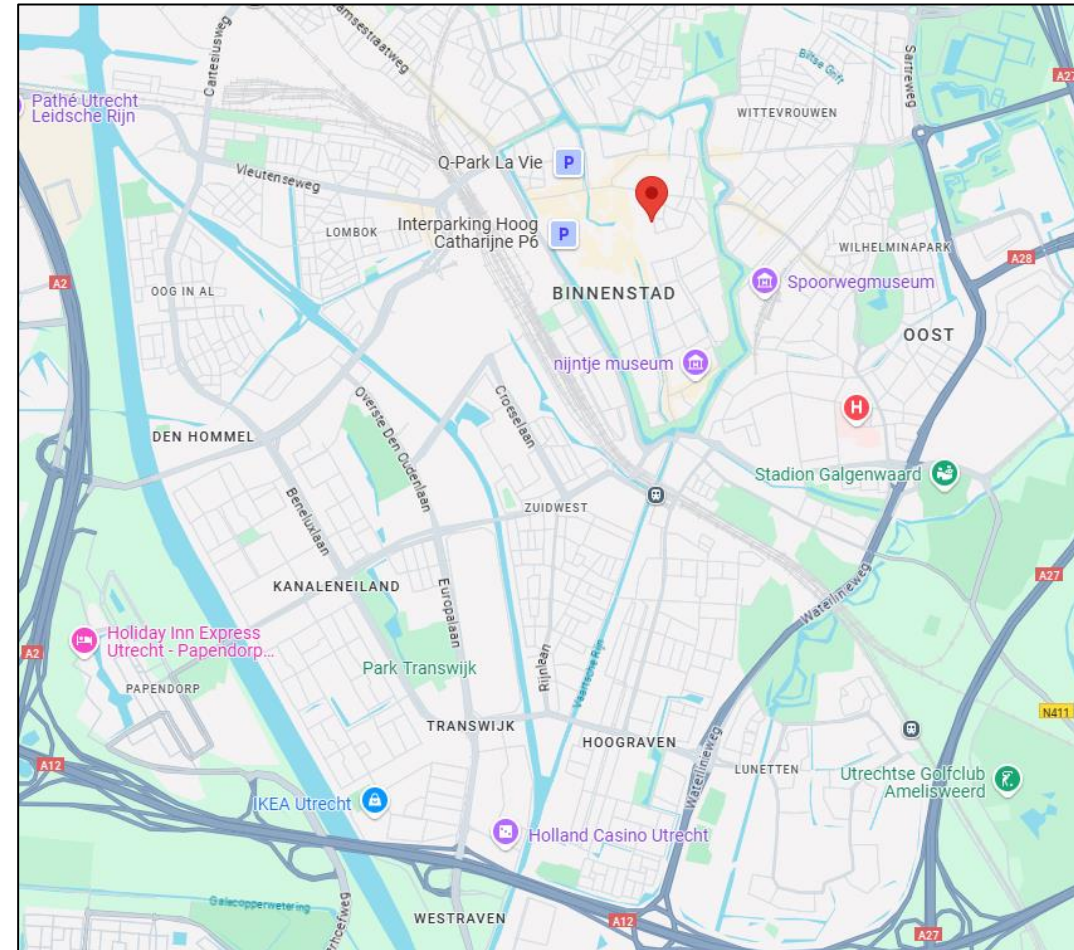 Cartesiusweg
amsestraatweg
Biltse Grift
Sartreweg
A27
Pathé Utrecht
Leidsche Rijn
WITTEVROUWEN
Q-Park La Vie
P
Vleutenseweg
LOMBOK
Interparking Hoog
Catharijne P6
P
WILHELMINAPARK
A28
A2
OOG IN AL
BINNENSTAD
Spoorwegmuseum
OOST
nijntje museum
Croeselaan
Overste Den Oudenlaan
H
DEN HOMMEL
Stadion Galgenwaard
Beneluxlaan
ZUIDWEST
KANALENEILAND
Europalaan
Waterlinieweg
A27
Holiday Inn Express
Utrecht - Papendorp...
A2
Park Transwijk
Rijnlaan
Vaartsche Rijn
PAPENDORP
N411
TRANSWIJK
HOOGRAVEN
Waterlinieweg
LUNETTEN
A12
Utrechtse Golfclub
Amelisweerd
IKEA Utrecht
Holland Casino Utrecht
Galecopperwetering
rhoefweg
WESTRAVEN
A12
A27